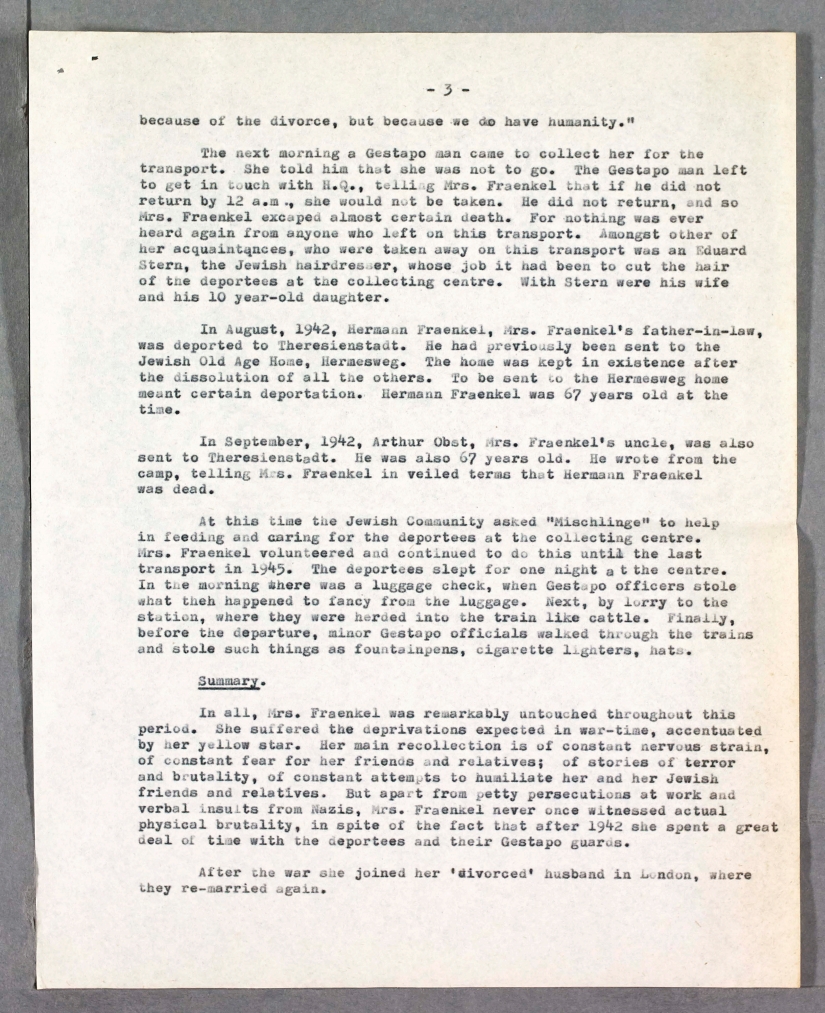 - 3 -
because of the divorce, but because we do have humanity."
The next morning a Gestapo man came to collect her for the
transport. She told him that she was not to go. The Gestapo man left
to get in touch with H.Q., telling Mrs. Fraenkel that if he did not
return by 12 a.m., she would not be taken. He did not return, and so
Mrs. Fraenkel excaped almost certain death. For nothing was ever
heard again from anyone who left on this transport. Amongst other of
her acquaintances, who were taken away on this transport was an Eduard
Stern, the Jewish hairdresser, whose job it had been to cut the hair
of the deportees at the collecting centre. With Stern were his wife
and his 10 year-old daughter.
In August, 1942, Hermann Fraenkel, Mrs. Fraenkel's father-in-law,
was deported to Theresienstadt. He had previously been sent to the
Jewish Old Age Home, Hermesweg. The home was kept in existence after
the dissolution of all the others. To be sent to the Hermesweg home
meant certain deportation. Hermann Fraenkel was 67 years old at the
time.
In September, 1942, Arthur Obst, Mrs. Fraenkel's uncle, was also
sent to Theresienstadt. He was also 67 years old. He wrote from the
camp, telling Mrs. Fraenkel in veiled terms that Hermann Fraenkel
was dead.
At this time the Jewish Community asked "Mischlinge" to help
in feeding and caring for the deportees at the collecting centre.
Mrs. Fraenkel volunteered and continued to do this until the last
transport in 1945. The deportees slept for one night at the centre.
In the morning there was a luggage check, when Gestapo officers stole
what theh happened to fancy from the luggage. Next, by lorry to the
station, where they were herded into the train like cattle. Finally,
before the departure, minor Gestapo officials walked through the trains
and stole such things as fountainpens, cigarette lighters, hats.
Summary.
In all, Mrs. Fraenkel was remarkably untouched throughout this
period. She suffered the deprivations expected in war-time, accentuated
by her yellow star. Her main recollection is of constant nervous strain,
of constant fear for her friends and relatives; of stories of terror
and brutality, of constant attempts to humiliate her and her Jewish
friends and relatives. But apart from petty persecutions at work and
verbal insults from Nazis, Mrs. Fraenkel never once witnessed actual
physical brutality, in spite of the fact that after 1942 she spent a great
deal of time with the deportees and their Gestapo guards.
After the war she joined her 'divorced' husband in London, where
they re-married again.